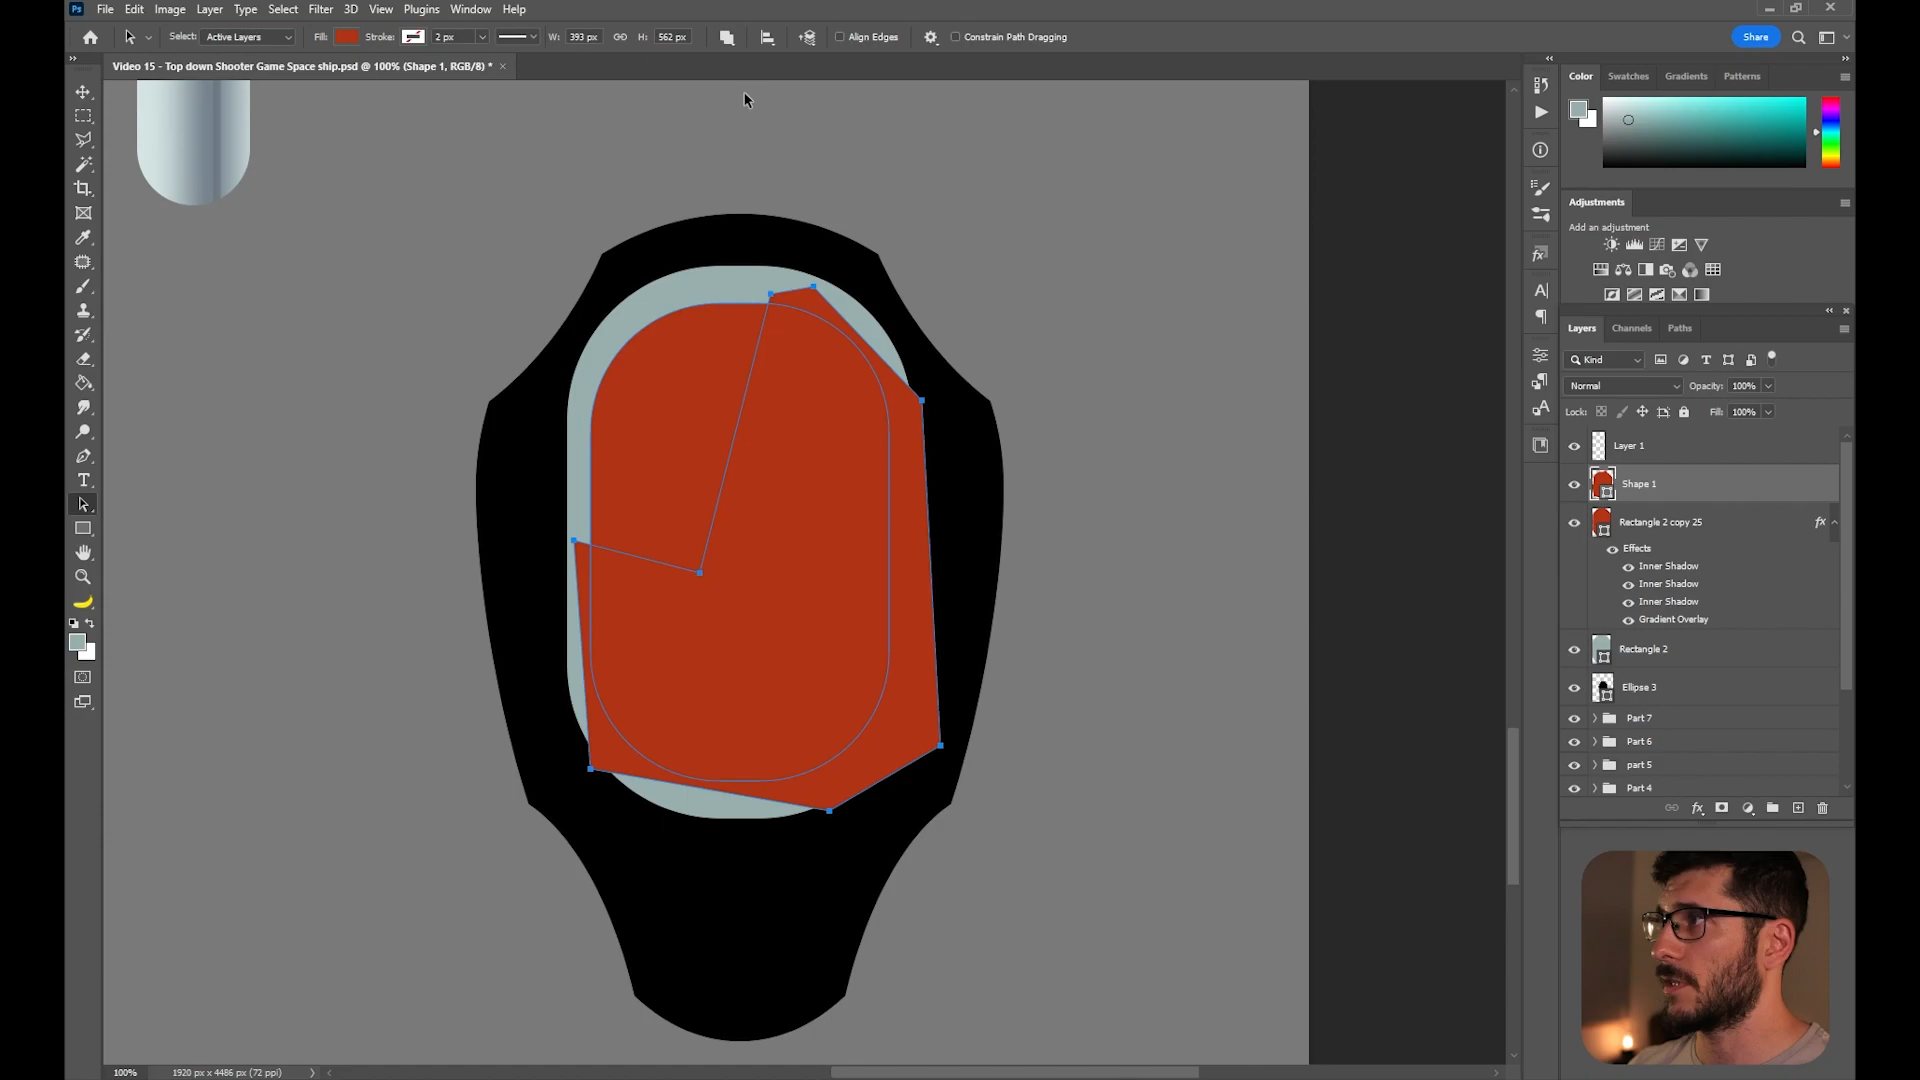 Ps File Edit Image Layer Type Select Filter 3D View Plugins Window Help
Select: Active Layers Fill: Stroke: 2 px W: 393 px H: 562 px Align Edges Constrain Path Dragging Share
Video 15 - Top down Shooter Game Space ship.psd @ 100% (Shape 1, RGB/8) *
Color Swatches Gradients Patterns
Adjustments
Add an adjustment
Layers Channels Paths
Kind
Normal Opacity: 100%
Lock: Fill: 100%
Layer 1
Shape 1
Rectangle 2 copy 25 fx
Effects
Inner Shadow
Inner Shadow
Inner Shadow
Gradient Overlay
Rectangle 2
Ellipse 3
Part 7
Part 6
part 5
Part 4
100% 1920 px x 4486 px (72 ppi)